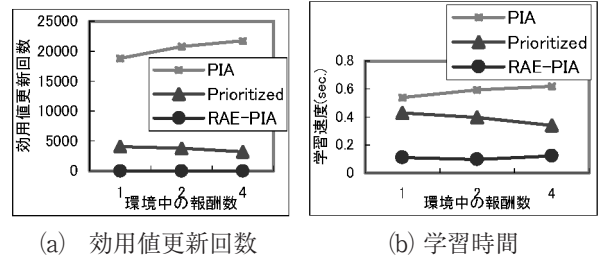 25000
20000
15000
10000
5000
0
効用値更新回数
PIA
Prioritized
RAE-PIA
1 2 4
環境中の報酬数
(a) 効用値更新回数
0.8
0.6
0.4
0.2
0
学習速度(sec.)
PIA
Prioritized
RAE-PIA
1 2 4
環境中の報酬数
(b) 学習時間